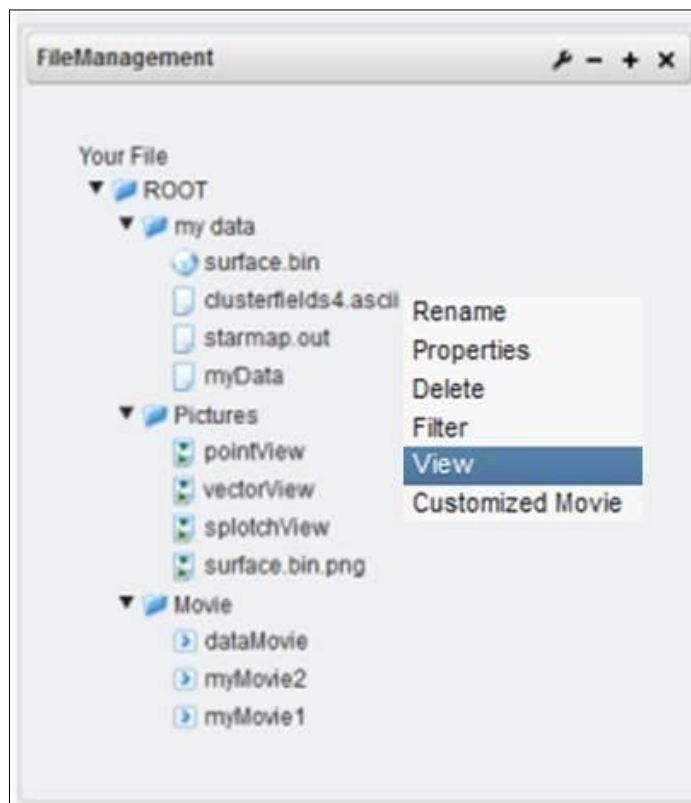 FileManagement
Your File
ROOT
my data
surface.bin
clusterfields4.ascii
starmap.out
myData
Pictures
pointView
vectorView
splotchView
surface.bin.png
Movie
dataMovie
myMovie2
myMovie1
Rename
Properties
Delete
Filter
View
Customized Movie